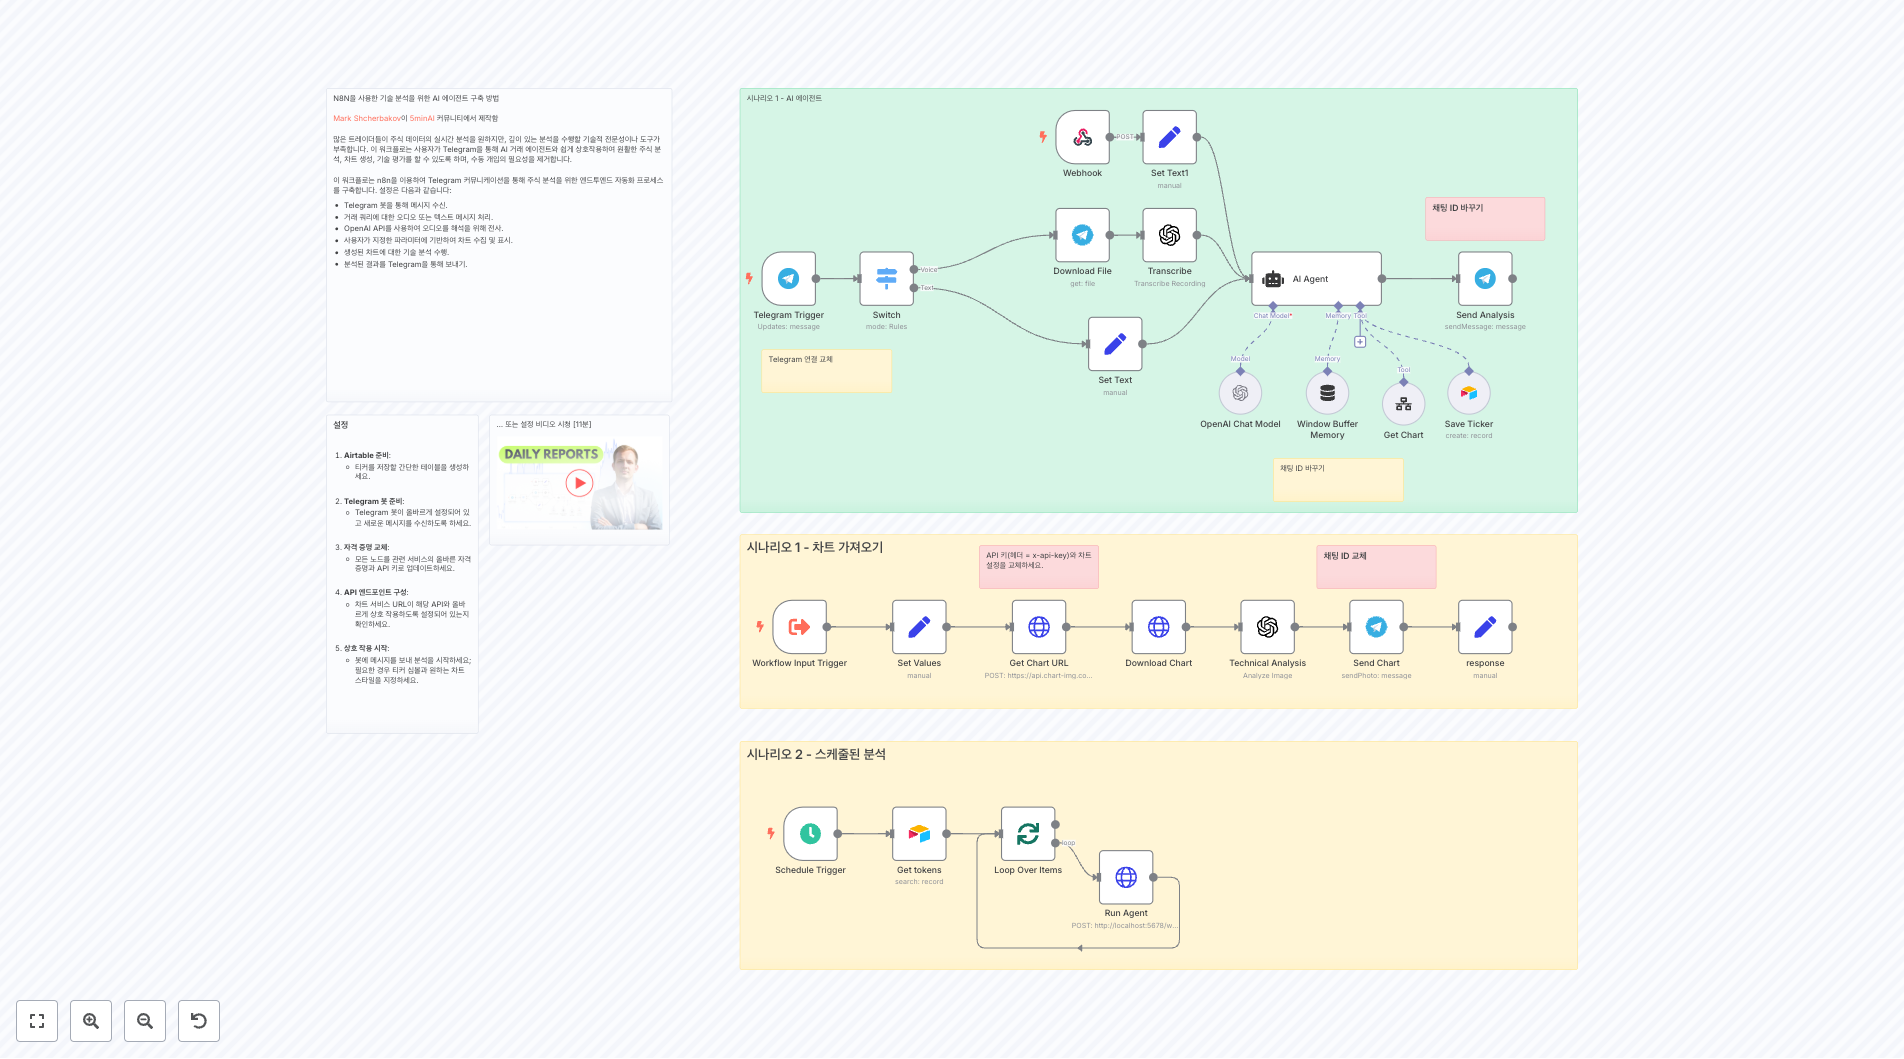 N8N을 사용한 기술 분석을 위한 AI 에이전트 구축 방법
Mark Shcherbakov이 5minAI 커뮤니티에서 제작함
많은 트레이더들이 주식 데이터의 실시간 분석을 원하지만, 깊이 있는 분석을 수행할 기술적 전문성이나 도구가
부족합니다. 이 워크플로는 사용자가 Telegram을 통해 AI 거래 에이전트와 쉽게 상호작용하여 원활한 주식 분
석, 차트 생성, 기술 평가를 할 수 있도록 하며, 수동 개입의 필요성을 제거합니다.
이 워크플로는 n8n을 이용하여 Telegram 커뮤니케이션을 통해 주식 분석을 위한 엔드투엔드 자동화 프로세스
를 구축합니다. 설정은 다음과 같습니다:
• Telegram 봇을 통해 메시지 수신.
• 거래 쿼리에 대한 오디오 또는 텍스트 메시지 처리.
• OpenAI API를 사용하여 오디오를 해석을 위해 전사.
• 사용자가 지정한 파라미터에 기반하여 차트 수집 및 표시.
• 생성된 차트에 대한 기술 분석 수행.
• 분석된 결과를 Telegram을 통해 보내기.
설정
1. Airtable 준비:
티커를 저장할 간단한 테이블을 생성하
세요.
2. Telegram 봇 준비:
Telegram 봇이 올바르게 설정되어 있
고 새로운 메시지를 수신하도록 하세요.
3. 자격 증명 교체:
모든 노드를 관련 서비스의 올바른 자격
증명과 API 키로 업데이트하세요.
4. API 엔드포인트 구성:
차트 서비스 URL이 해당 API와 올바
르게 상호 작용하도록 설정되어 있는지
확인하세요.
5. 상호 작용 시작:
봇에 메시지를 보내 분석을 시작하세요;
필요한 경우 티커 심볼과 원하는 차트
스타일을 지정하세요.
... 또는 설정 비디오 시청 [11분]
DAILY REPORTS
시나리오 1 - AI 에이전트
Webhook
POST
Set Text1
manual
Telegram Trigger
Updates: message
Switch
mode: Rules
Voice
Text
Download File
get: file
Transcribe
Transcribe Recording
Set Text
manual
AI Agent
Chat Model*
Memory
Tool
+
채팅 ID 바꾸기
Send Analysis
sendMessage: message
Telegram 연결 교체
Model
OpenAI Chat Model
Memory
Window Buffer
Memory
Tool
Get Chart
Save Ticker
create: record
채팅 ID 바꾸기
시나리오 1 - 차트 가져오기
API 키(헤더 = x-api-key)와 차트
설정을 교체하세요.
채팅 ID 교체
Workflow Input Trigger
Set Values
manual
Get Chart URL
POST: https://api.chart-img.co...
Download Chart
Technical Analysis
Analyze Image
Send Chart
sendPhoto: message
response
manual
시나리오 2 - 스케줄된 분석
Schedule Trigger
Get tokens
search: record
Loop Over Items
loop
Run Agent
POST: http://localhost:5678/w...